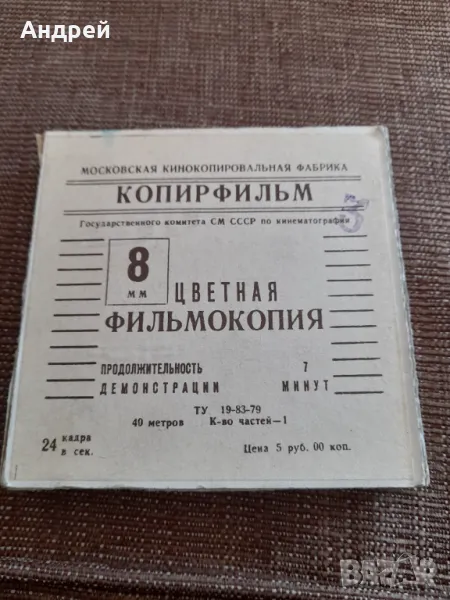 Андрей
МОСКОВСКАЯ КИНОКОПИРОВАЛЬНАЯ ФАБРИКА
КОПИРФИЛЬМ
Государственного комитета СМ СССР по кинематографии
5
8
мм
ЦВЕТНАЯ
ФИЛЬМОКОПИЯ
ПРОДОЛЖИТЕЛЬНОСТЬ 7
ДЕМОНСТРАЦИИ МИНУТ
ТУ 19-83-79
40 метров К-во частей—1
24 кадра
в сек.
Цена 5 руб. 00 коп.